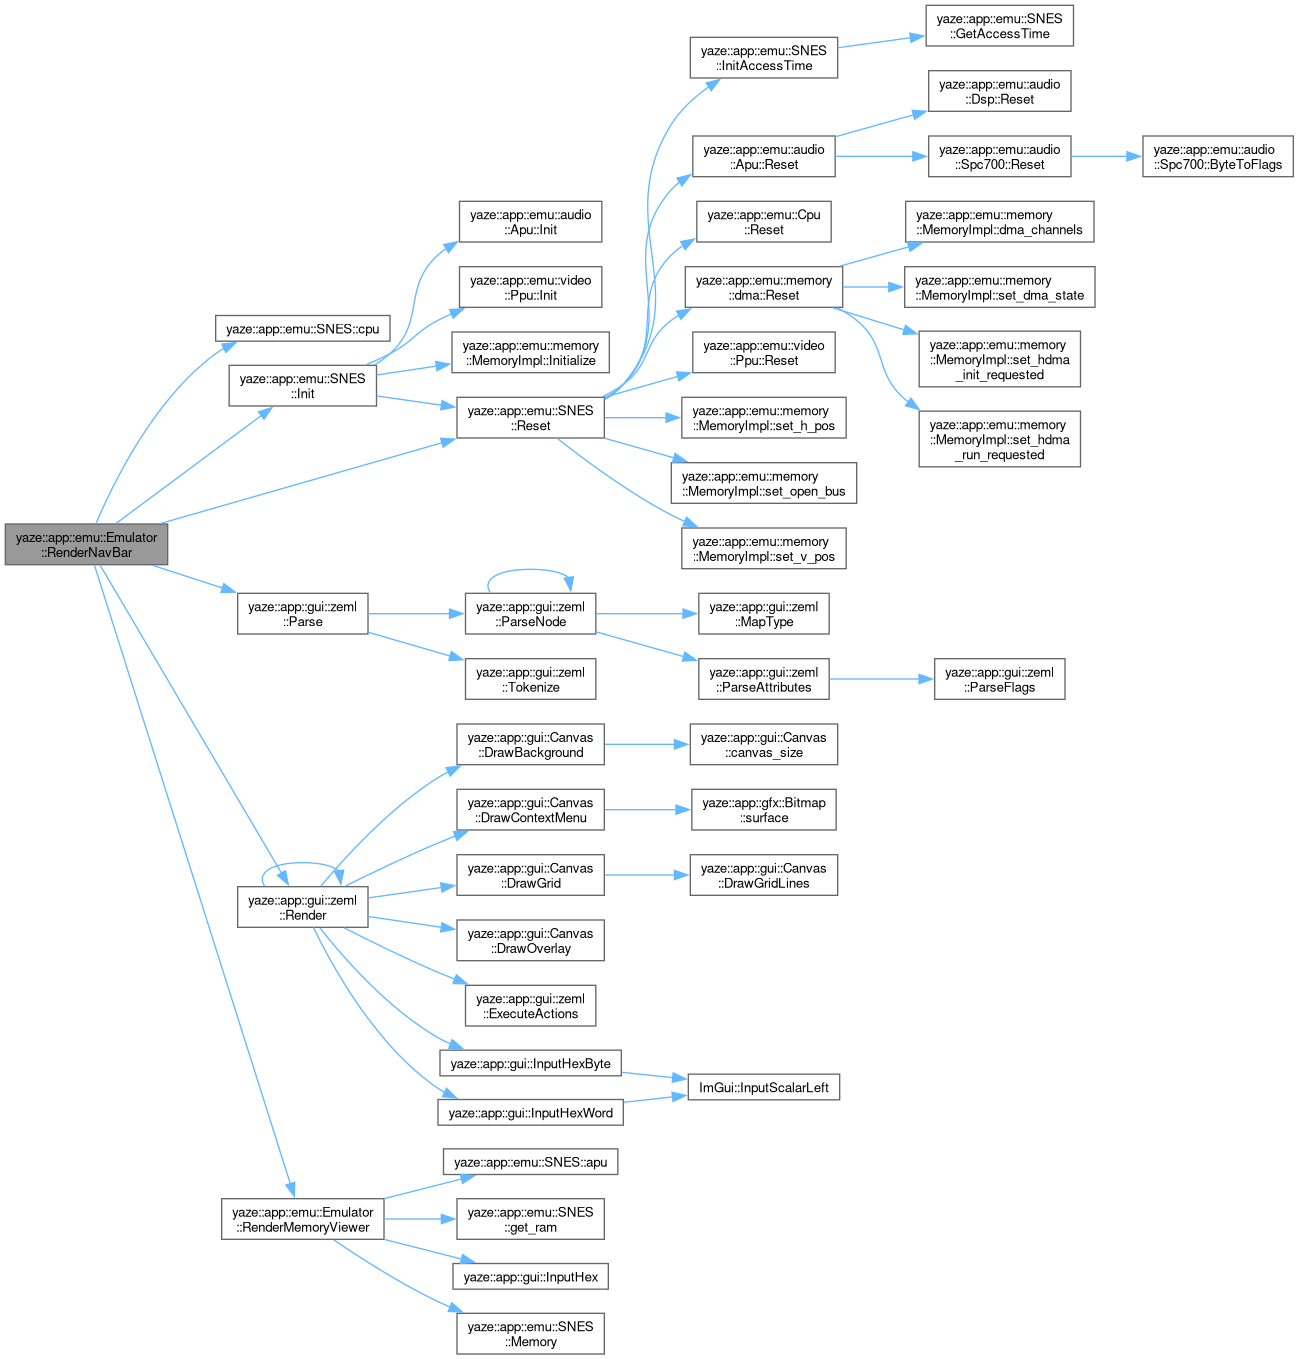 yaze::app::emu::Emulator
::RenderNavBar
yaze::app::emu::SNES::cpu
yaze::app::emu::SNES
::Init
yaze::app::emu::audio
::Apu::Init
yaze::app::emu::video
::Ppu::Init
yaze::app::emu::memory
::MemoryImpl::Initialize
yaze::app::emu::SNES
::Reset
yaze::app::emu::SNES
::InitAccessTime
yaze::app::emu::SNES
::GetAccessTime
yaze::app::emu::audio
::Apu::Reset
yaze::app::emu::audio
::Dsp::Reset
yaze::app::emu::audio
::Spc700::Reset
yaze::app::emu::audio
::Spc700::ByteToFlags
yaze::app::emu::Cpu
::Reset
yaze::app::emu::memory
::dma::Reset
yaze::app::emu::memory
::MemoryImpl::dma_channels
yaze::app::emu::memory
::MemoryImpl::set_dma_state
yaze::app::emu::memory
::MemoryImpl::set_hdma
_init_requested
yaze::app::emu::memory
::MemoryImpl::set_hdma
_run_requested
yaze::app::emu::video
::Ppu::Reset
yaze::app::emu::memory
::MemoryImpl::set_h_pos
yaze::app::emu::memory
::MemoryImpl::set_open_bus
yaze::app::emu::memory
::MemoryImpl::set_v_pos
yaze::app::gui::zeml
::Parse
yaze::app::gui::zeml
::ParseNode
yaze::app::gui::zeml
::MapType
yaze::app::gui::zeml
::ParseAttributes
yaze::app::gui::zeml
::ParseFlags
yaze::app::gui::zeml
::Tokenize
yaze::app::gui::zeml
::Render
yaze::app::gui::Canvas
::DrawBackground
yaze::app::gui::Canvas
::canvas_size
yaze::app::gui::Canvas
::DrawContextMenu
yaze::app::gfx::Bitmap
::surface
yaze::app::gui::Canvas
::DrawGrid
yaze::app::gui::Canvas
::DrawGridLines
yaze::app::gui::Canvas
::DrawOverlay
yaze::app::gui::zeml
::ExecuteActions
yaze::app::gui::InputHexByte
yaze::app::gui::InputHexWord
ImGui::InputScalarLeft
yaze::app::emu::Emulator
::RenderMemoryViewer
yaze::app::emu::SNES::apu
yaze::app::emu::SNES
::get_ram
yaze::app::gui::InputHex
yaze::app::emu::SNES
::Memory